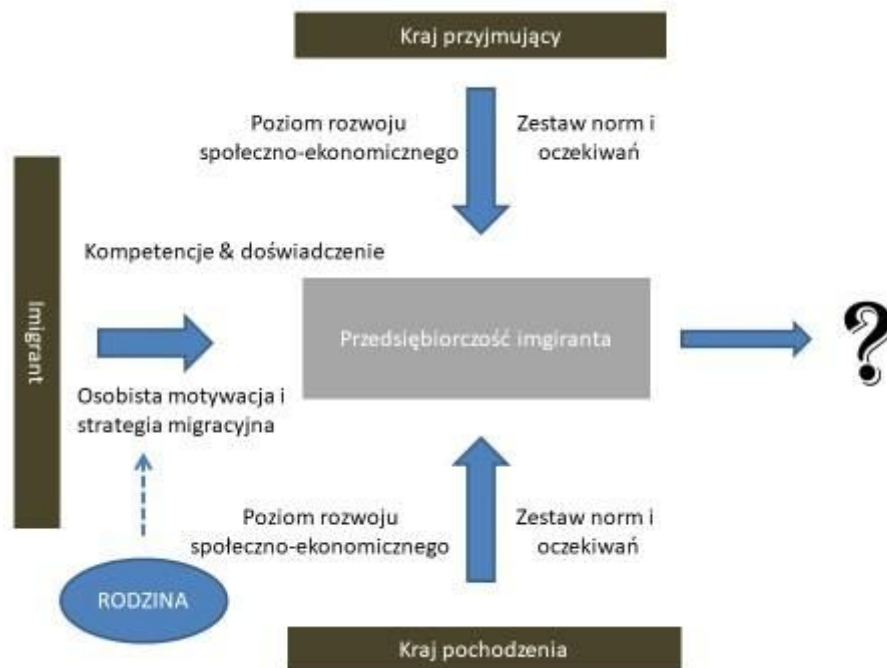 Kraj przyjmujący
Poziom rozwoju
społeczno-ekonomicznego
Zestaw norm i
oczekiwań
Imigrant
Kompetencje & doświadczenie
Przedsiębiorczość imgiranta
?
Osobista motywacja i
strategia migracyjna
RODZINA
Poziom rozwoju
społeczno-ekonomicznego
Zestaw norm i
oczekiwań
Kraj pochodzenia